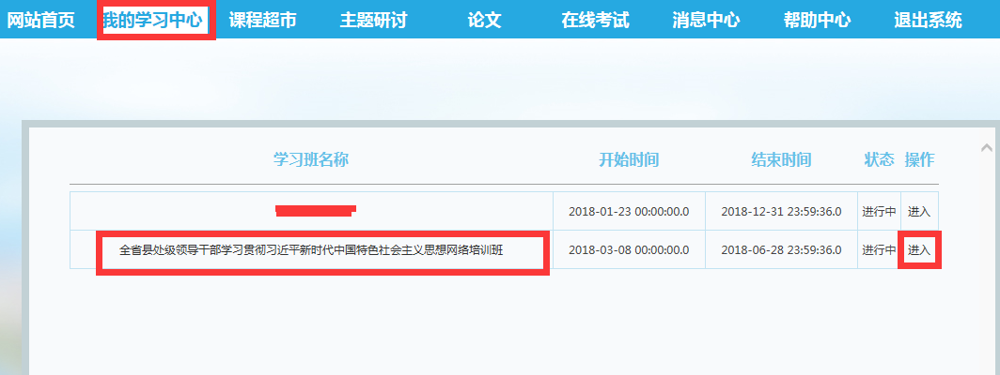 网站首页 我的学习中心 课程超市 主题研讨 论文 在线考试 消息中心 帮助中心 退出系统
学习班名称 开始时间 结束时间 状态 操作
2018-01-23 00:00:00.0 2018-12-31 23:59:36.0 进行中 进入
全省县处级领导干部学习贯彻习近平新时代中国特色社会主义思想网络培训班 2018-03-08 00:00:00.0 2018-06-28 23:59:36.0 进行中 进入